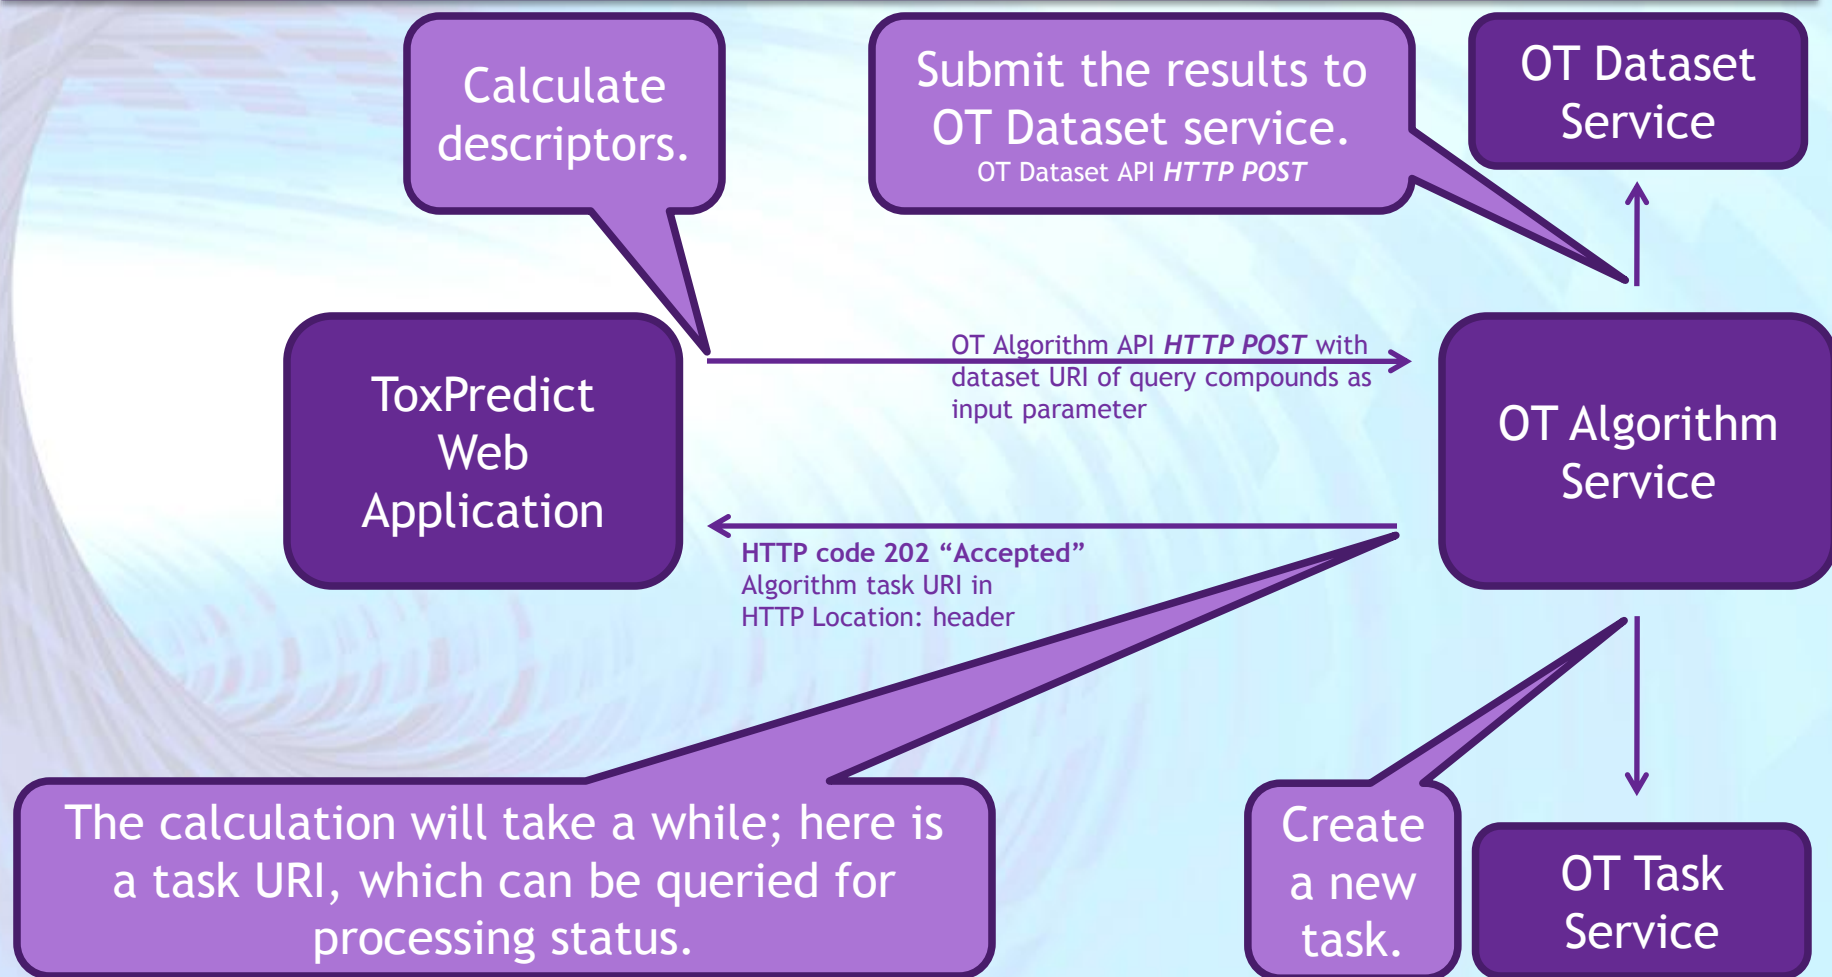 Calculate
descriptors.
Submit the results to
OT Dataset service.
OT Dataset API HTTP POST
OT Dataset
Service
ToxPredict
Web
Application
OT Algorithm API HTTP POST with
dataset URI of query compounds as
input parameter
OT Algorithm
Service
HTTP code 202 “Accepted”
Algorithm task URI in
HTTP Location: header
The calculation will take a while; here is
a task URI, which can be queried for
processing status.
Create
a new
task.
OT Task
Service